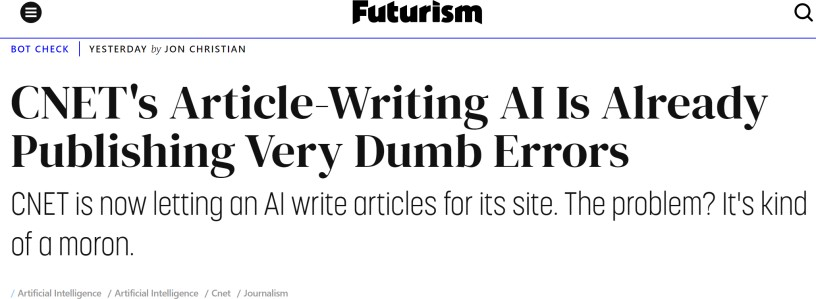 Futurism
BOT CHECK | YESTERDAY by JON CHRISTIAN
CNET's Article-Writing AI Is Already
Publishing Very Dumb Errors
CNET is now letting an AI write articles for its site. The problem? It's kind
of a moron.
/ Artificial Intelligence / Artificial Intelligence / Cnet / Journalism